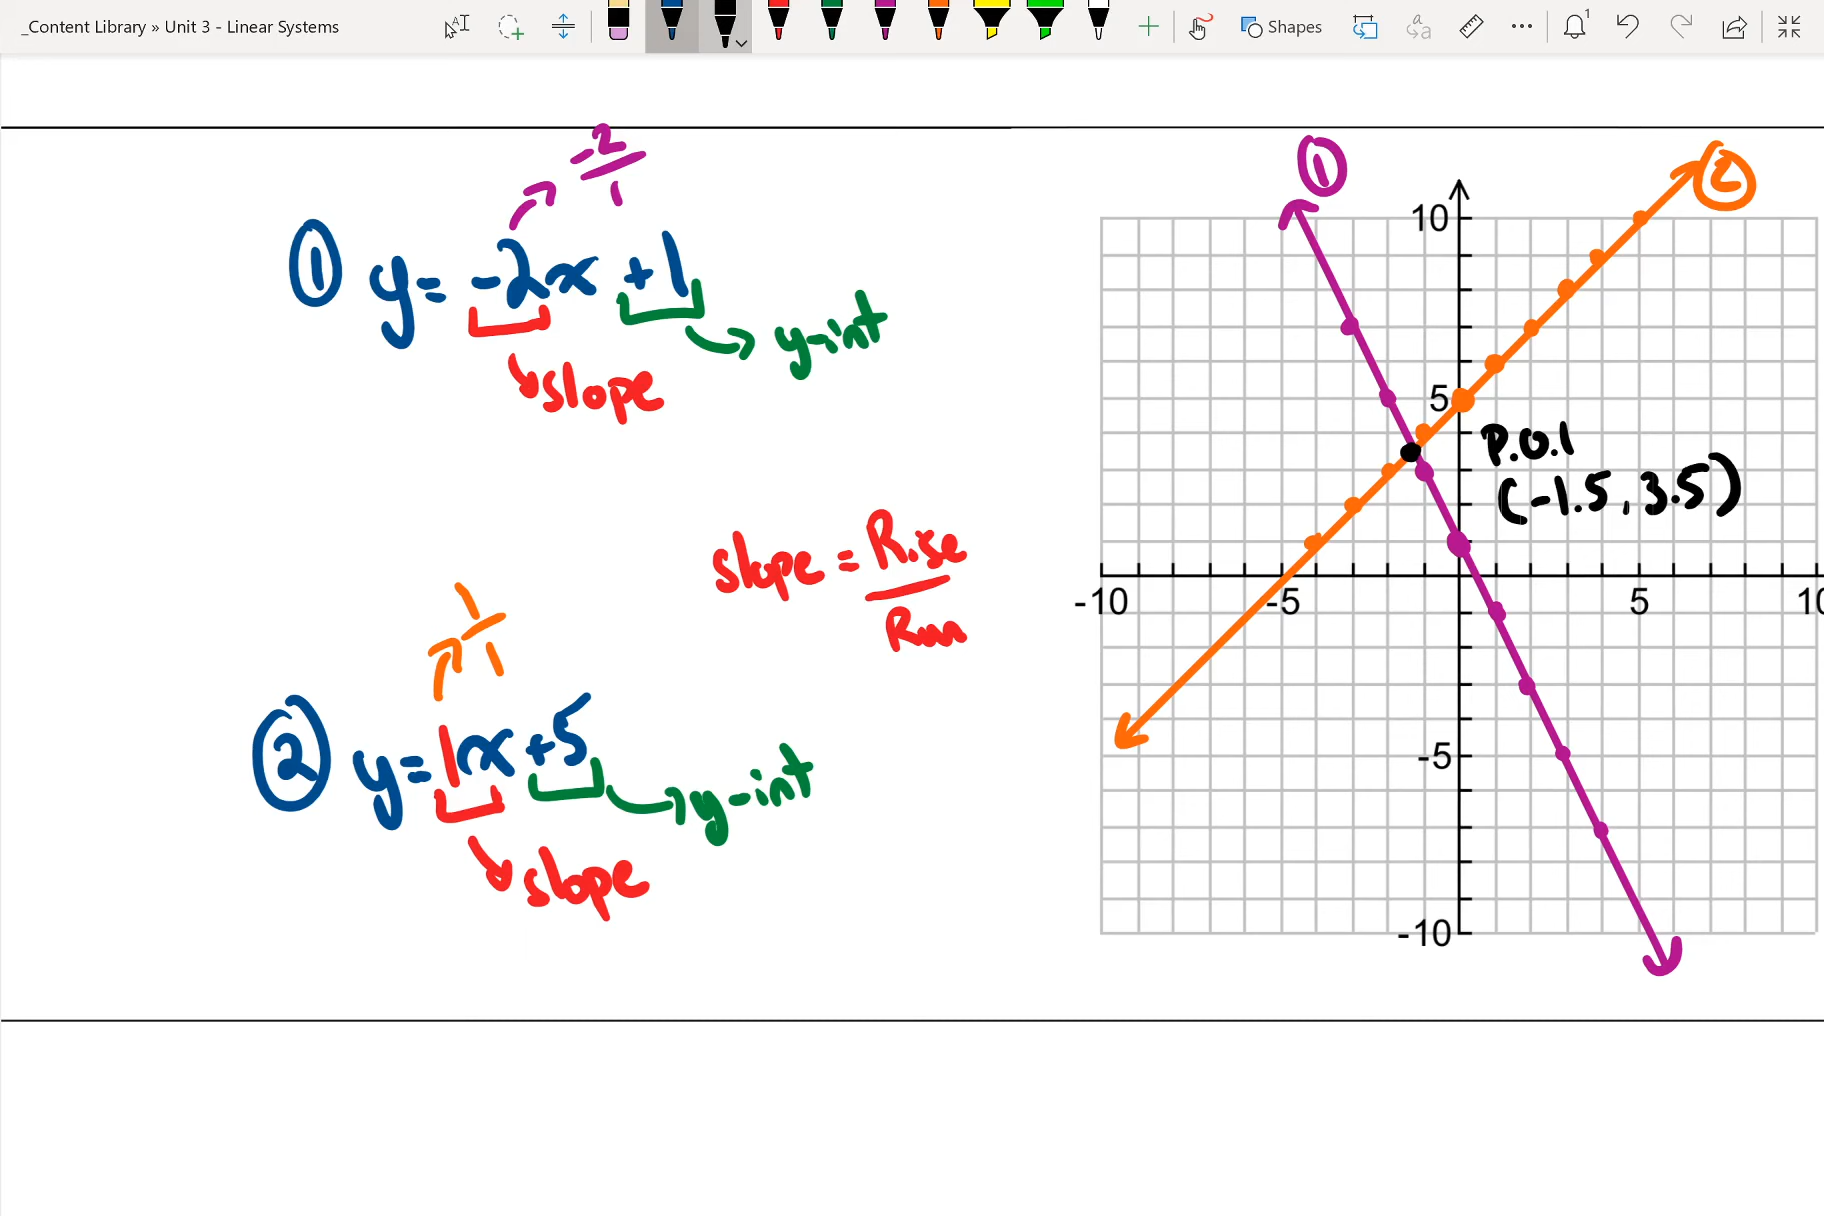 _Content Library » Unit 3 - Linear Systems
Shapes
1
-2
1
① y = -2x + 1
slope
y-int
slope = Rise
Run
1
1
② y = 1x + 5
slope
y-int
①
②
10
5
P.O.I
(-1.5, 3.5)
-10
-5
5
10
-5
-10